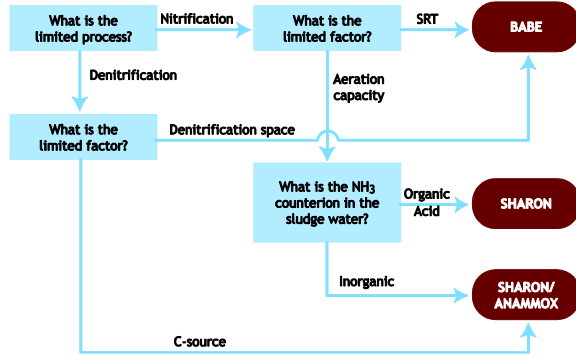 What is the
limited process?
Nitrification
What is the
limited factor?
SRT
BABE
Denitrification
Aeration
capacity
What is the
limited factor?
Denitrification space
What is the NH3
counterion in the
sludge water?
Organic
Acid
SHARON
Inorganic
SHARON/
ANAMMOX
C-source